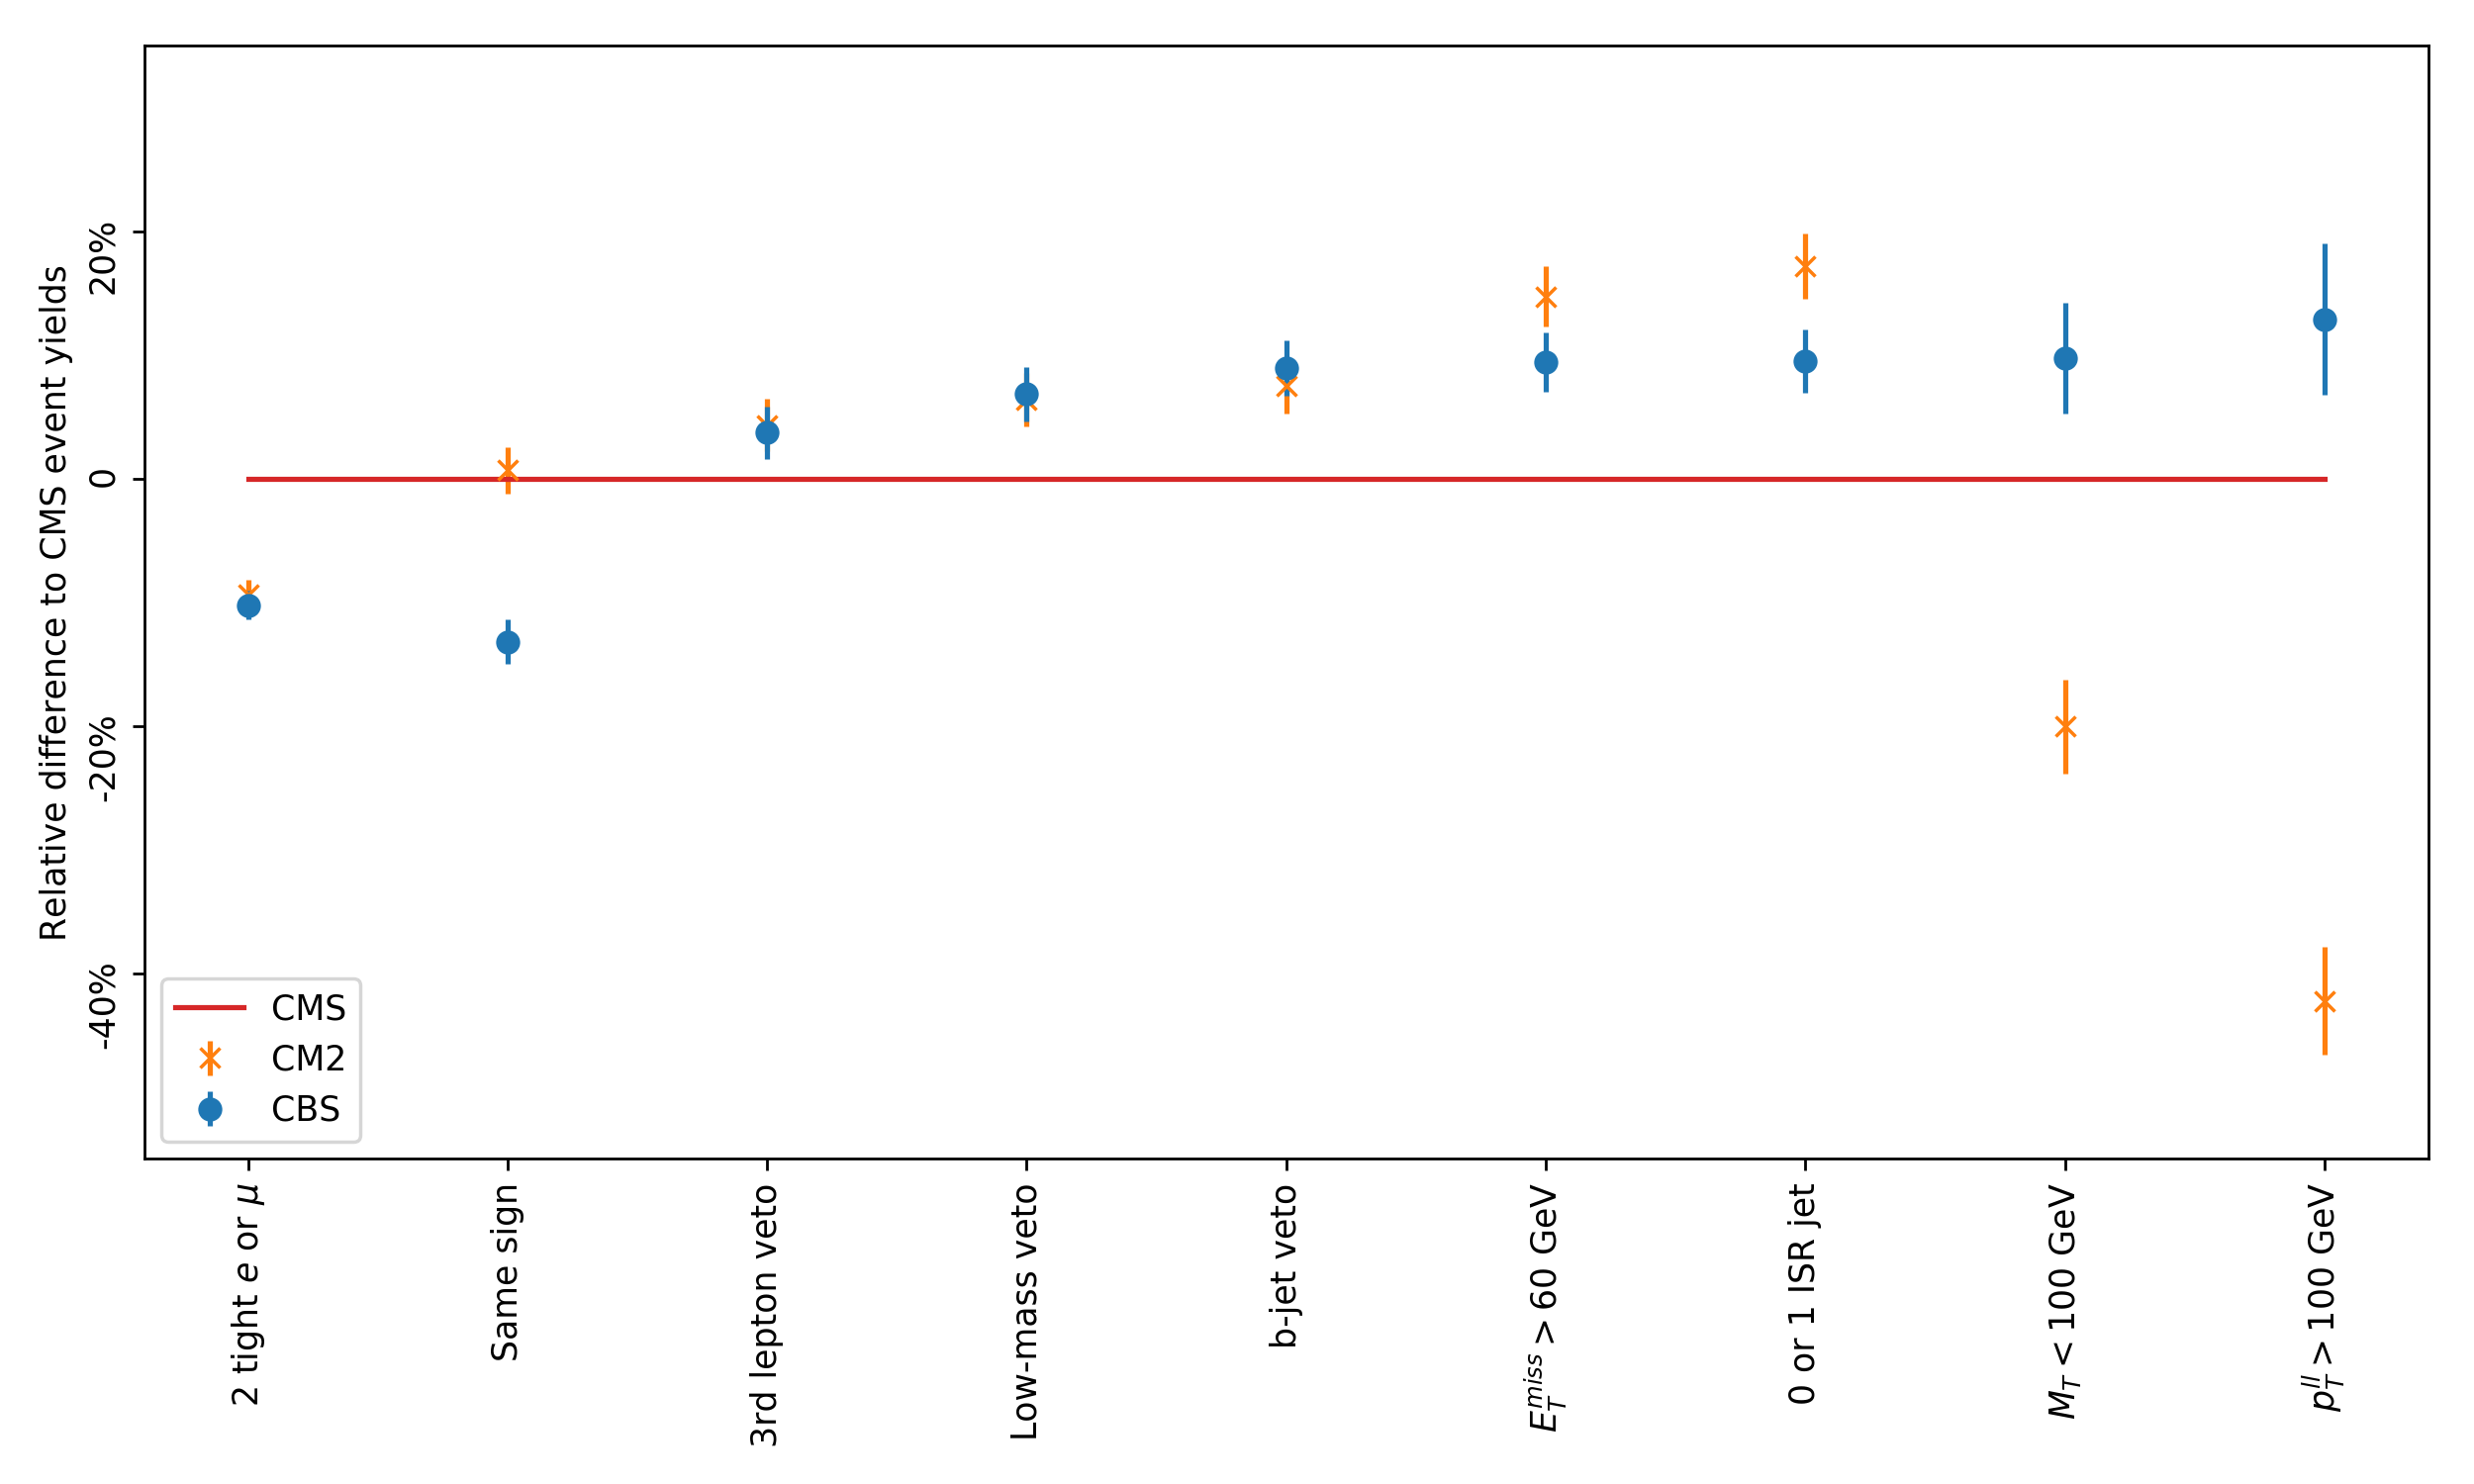 Relative difference to CMS event yields
20%
0
-20%
-40%
CMS
CM2
CBS
2 tight e or μ
Same sign
3rd lepton veto
Low-mass veto
b-jet veto
E_T^{miss} > 60 GeV
0 or 1 ISR jet
M_T < 100 GeV
p_T^{ll} > 100 GeV